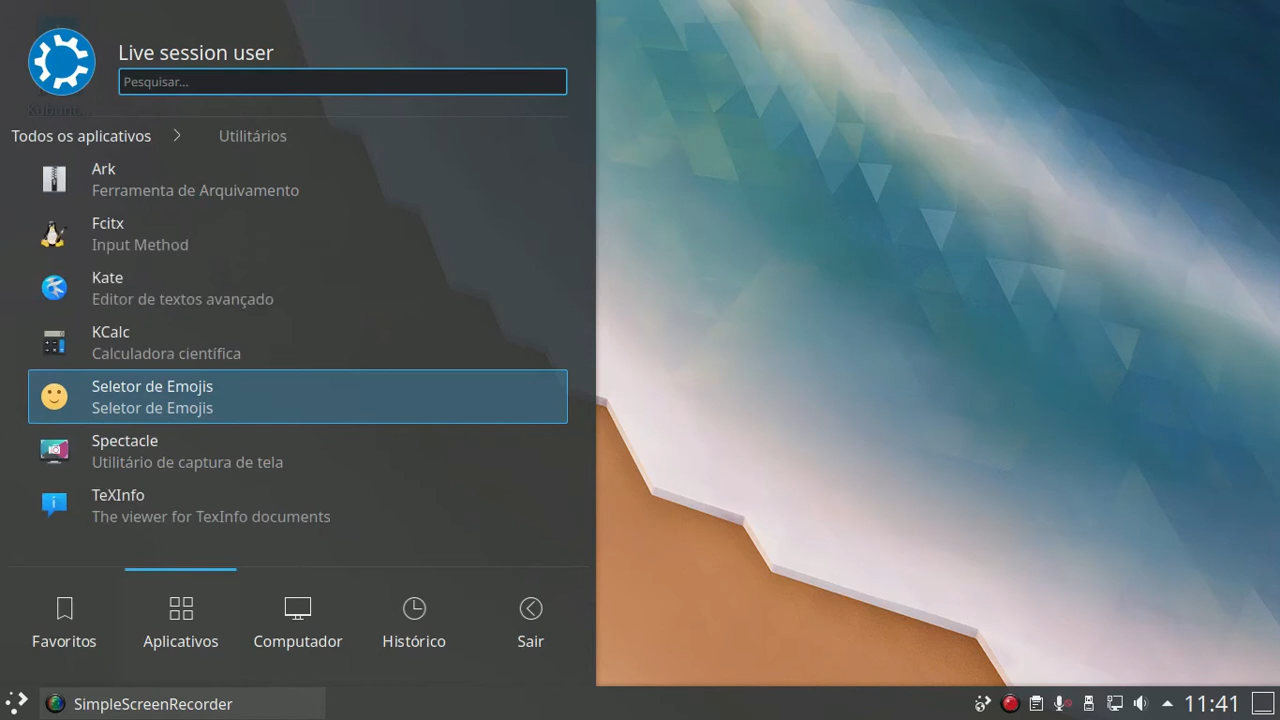 Live session user
Pesquisar...
Todos os aplicativos
Utilitários
Ark
Ferramenta de Arquivamento
Fcitx
Input Method
Kate
Editor de textos avançado
KCalc
Calculadora científica
Seletor de Emojis
Seletor de Emojis
Spectacle
Utilitário de captura de tela
TeXInfo
The viewer for TexInfo documents
Favoritos
Aplicativos
Computador
Histórico
Sair
SimpleScreenRecorder
11:41